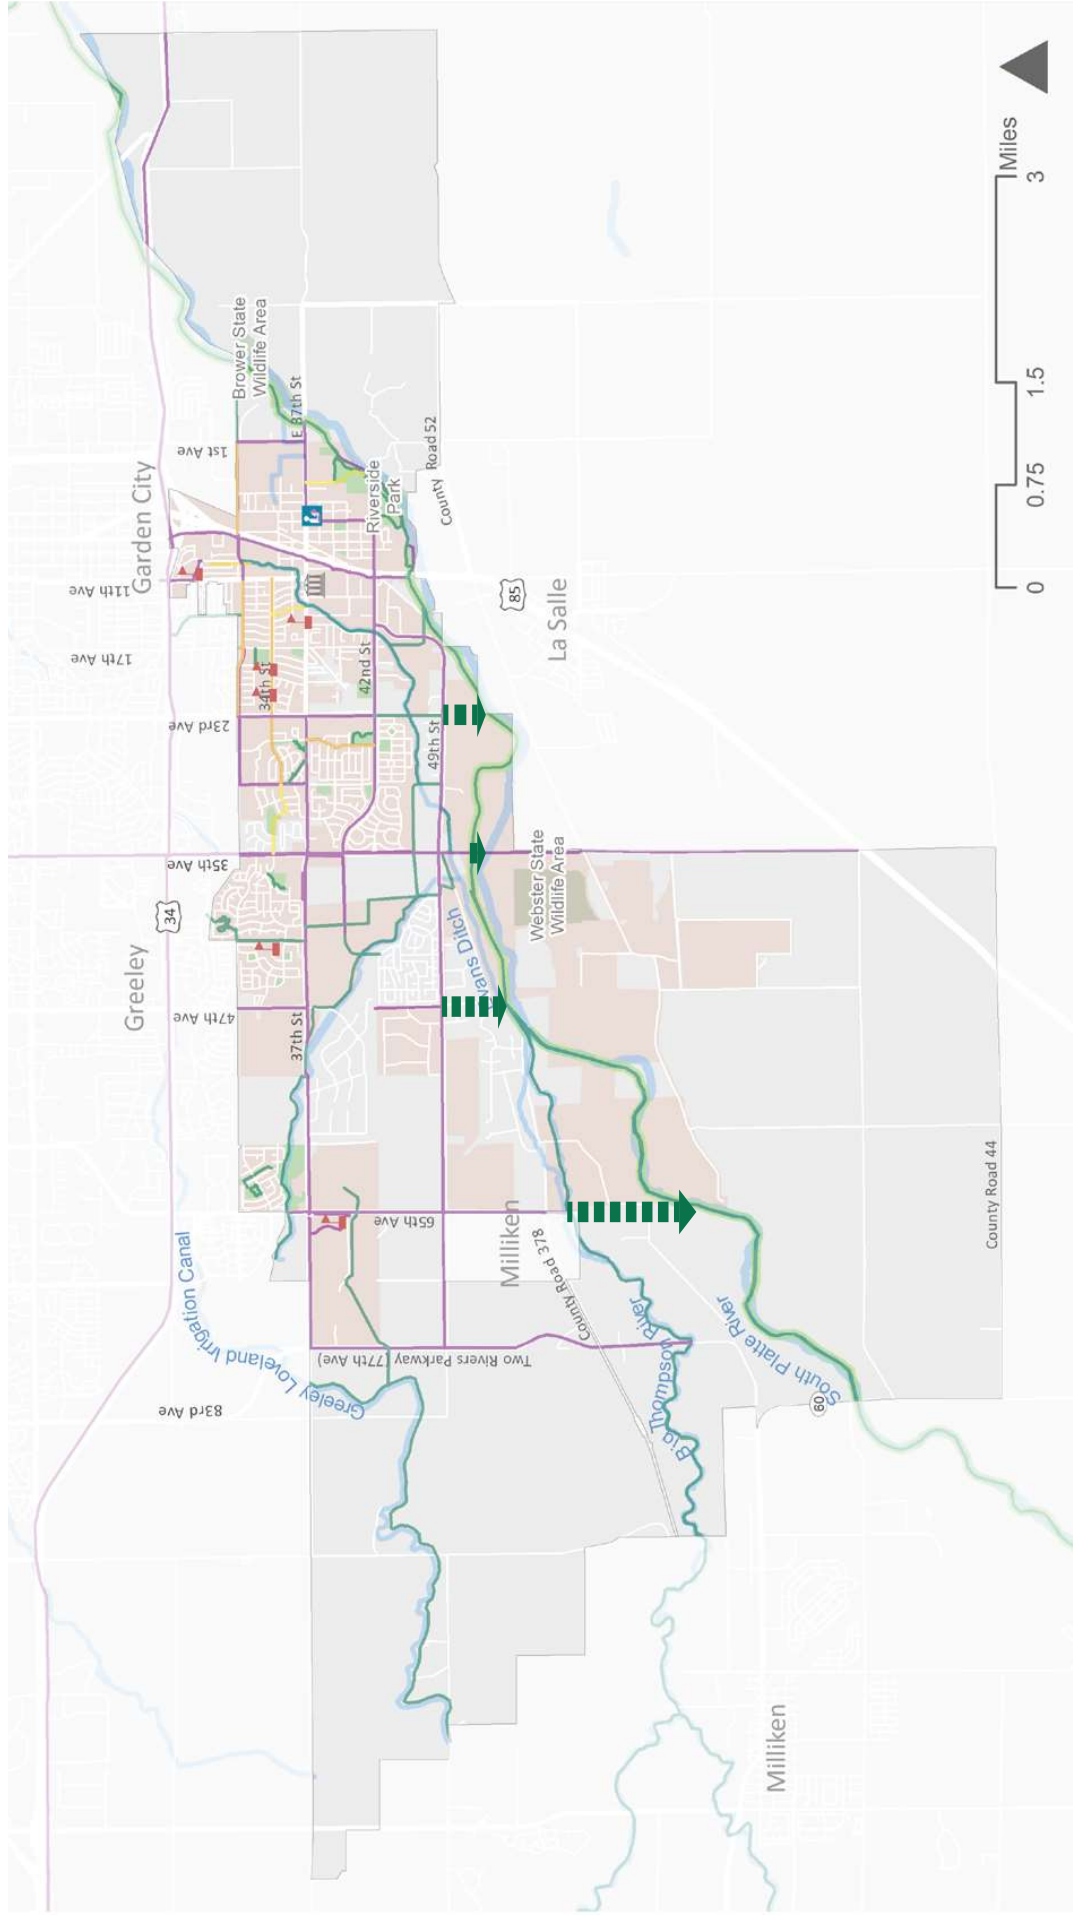 Greeley Loveland Irrigation Canal
83rd Ave
Two Rivers Parkway (77th Ave)
65th Ave
37th St
47th Ave
Greeley
34
35th Ave
23rd Ave
34th St
17th Ave
11th Ave
Garden City
1st Ave
Brower State
Wildlife Area
E 37th St
Riverside
Park
County Road 52
42nd St
49th St
85
La Salle
Evans Ditch
Webster State
Wildlife Area
Milliken
County Road 378
Big
Thompson River
South Platte River
60
Milliken
County Road 44
0
0.75
1.5
3
Miles